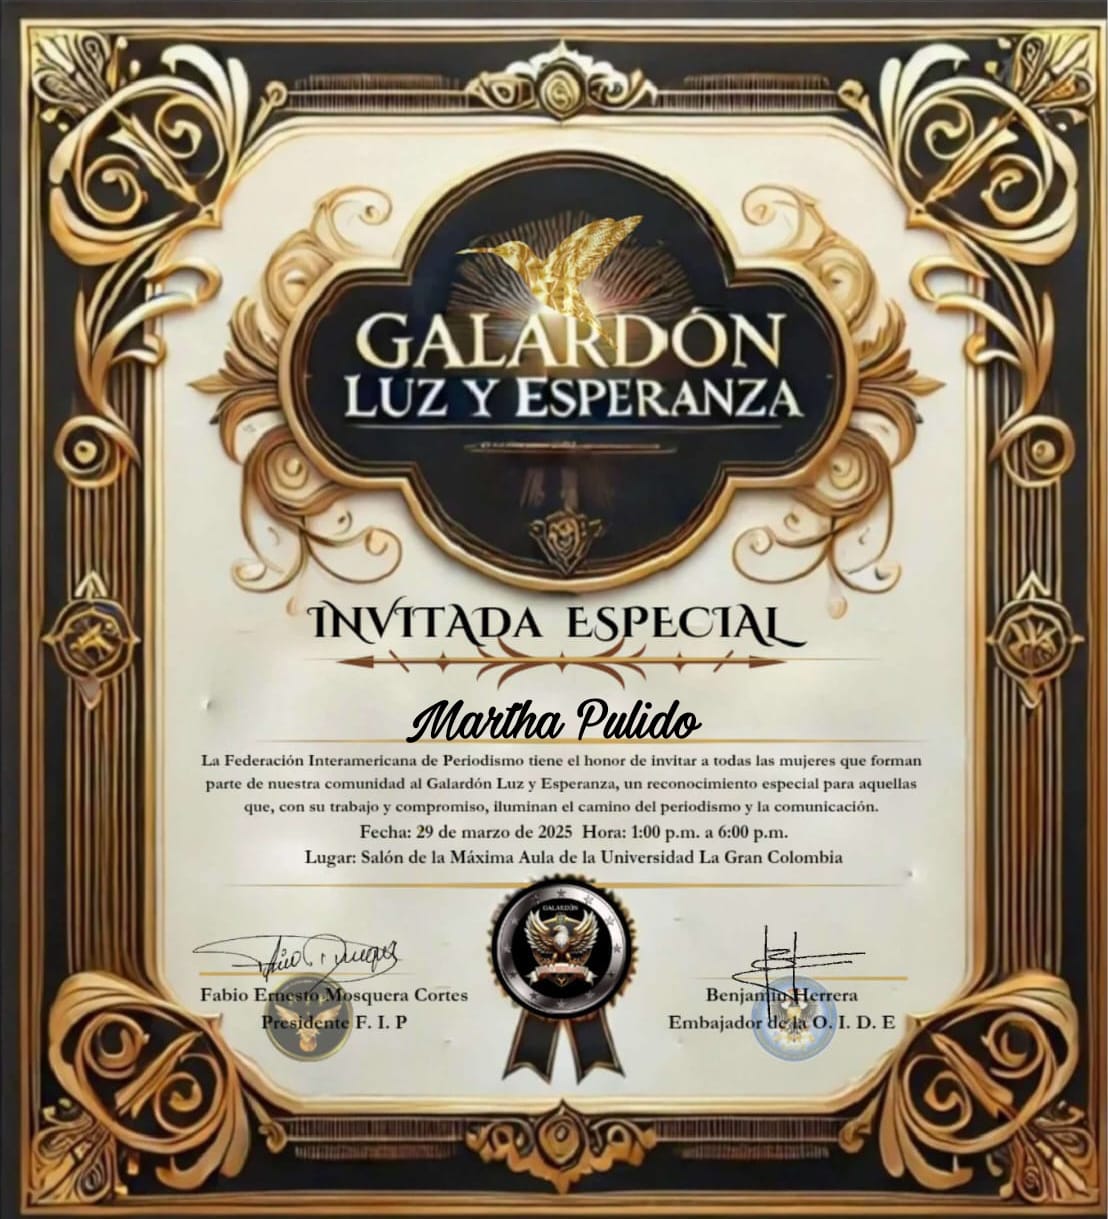 GALARDÓN
LUZ Y ESPERANZA
INVITADA ESPECIAL
Martha Pulido
La Federación Interamericana de Periodismo tiene el honor de invitar a todas las mujeres que forman
parte de nuestra comunidad al Galardón Luz y Esperanza, un reconocimiento especial para aquellas
que, con su trabajo y compromiso, iluminan el camino del periodismo y la comunicación.
Fecha: 29 de marzo de 2025 Hora: 1:00 p.m. a 6:00 p.m.
Lugar: Salón de la Máxima Aula de la Universidad La Gran Colombia
GALARDÓN
Fabio Ernesto Mosquera Cortes
Presidente F. I. P
Benjamin Herrera
Embajador de la O. I. D. E